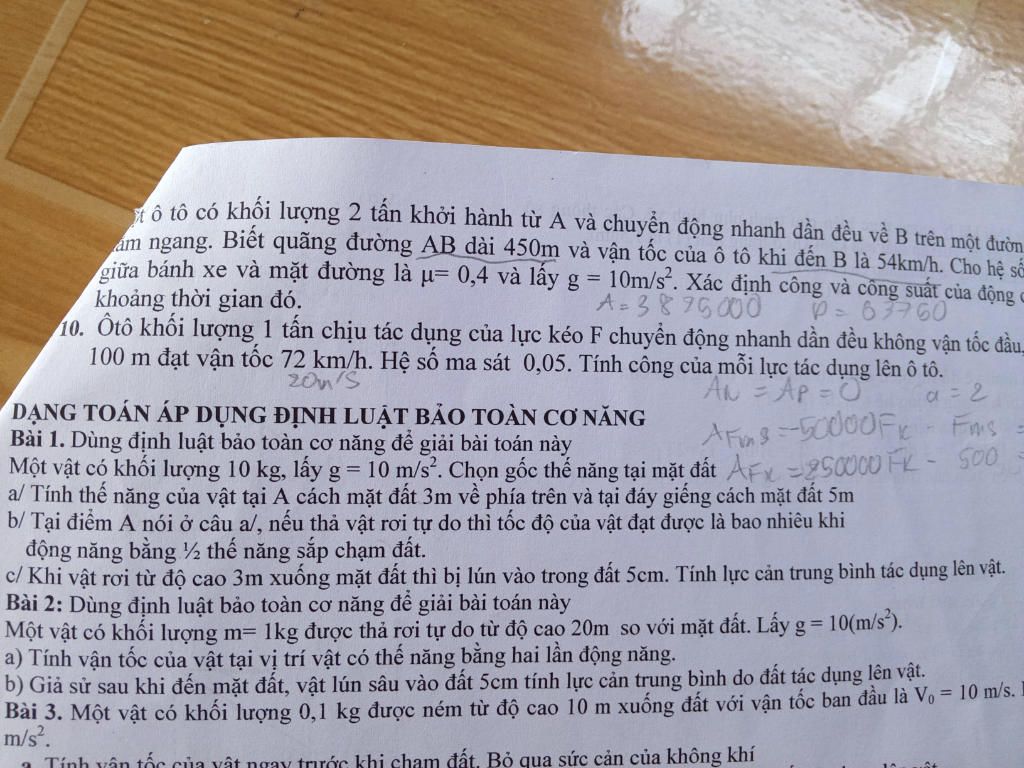 ô tô có khối lượng 2 tấn khởi hành từ A và chuyển động nhanh dần đều về B trên một
ngang. Biết quãng đường AB dài 450m và vận tốc của ô tô khi đến B là 54km/h. Cho hệ số
giữa bánh xe và mặt đường là μ= 0,4 và lấy g = 10m/s². Xác định công và công suất của động
khoảng thời gian đó.
A = 3875000 P =
10. Ôtô khối lượng 1 tấn chịu tác dụng của lực kéo F chuyển động nhanh dần đều không vận tốc đầu,
100 m đạt vận tốc 72 km/h. Hệ số ma sát 0,05. Tính công của mỗi lực tác dụng lên ô tô.
20m/s
AN = AP = 0 a = 2
DẠNG TOÁN ÁP DỤNG ĐỊNH LUẬT BẢO TOÀN CƠ NĂNG
AFms = -50000 Fk - Fms =
Bài 1. Dùng định luật bảo toàn cơ năng để giải bài toán này
Một vật có khối lượng 10 kg, lấy g = 10 m/s². Chọn gốc thế năng tại mặt đất
AFk = 250000 Fk - 500 =
a/ Tính thế năng của vật tại A cách mặt đất 3m về phía trên và tại đáy giếng cách mặt đất 5m
b/ Tại điểm A nói ở câu a/, nếu thả vật rơi tự do thì tốc độ của vật đạt được là bao nhiêu khi
động năng bằng ½ thế năng sắp chạm đất.
c/ Khi vật rơi từ độ cao 3m xuống mặt đất thì bị lún vào trong đất 5cm. Tính lực cản trung bình tác dụng lên vật.
Bài 2: Dùng định luật bảo toàn cơ năng để giải bài toán này
Một vật có khối lượng m= 1kg được thả rơi tự do từ độ cao 20m so với mặt đất. Lấy g = 10(m/s²).
a) Tính vận tốc của vật tại vị trí vật có thế năng bằng hai lần động năng.
b) Giả sử sau khi đến mặt đất, vật lún sâu vào đất 5cm tính lực cản trung bình do đất tác dụng lên vật.
Bài 3. Một vật có khối lượng 0,1 kg được ném từ độ cao 10 m xuống đất với vận tốc ban đầu là V₀ = 10 m/s.
m/s².
a. Tính vận tốc của vật ngay trước khi chạm đất. Bỏ qua sức cản của không khí